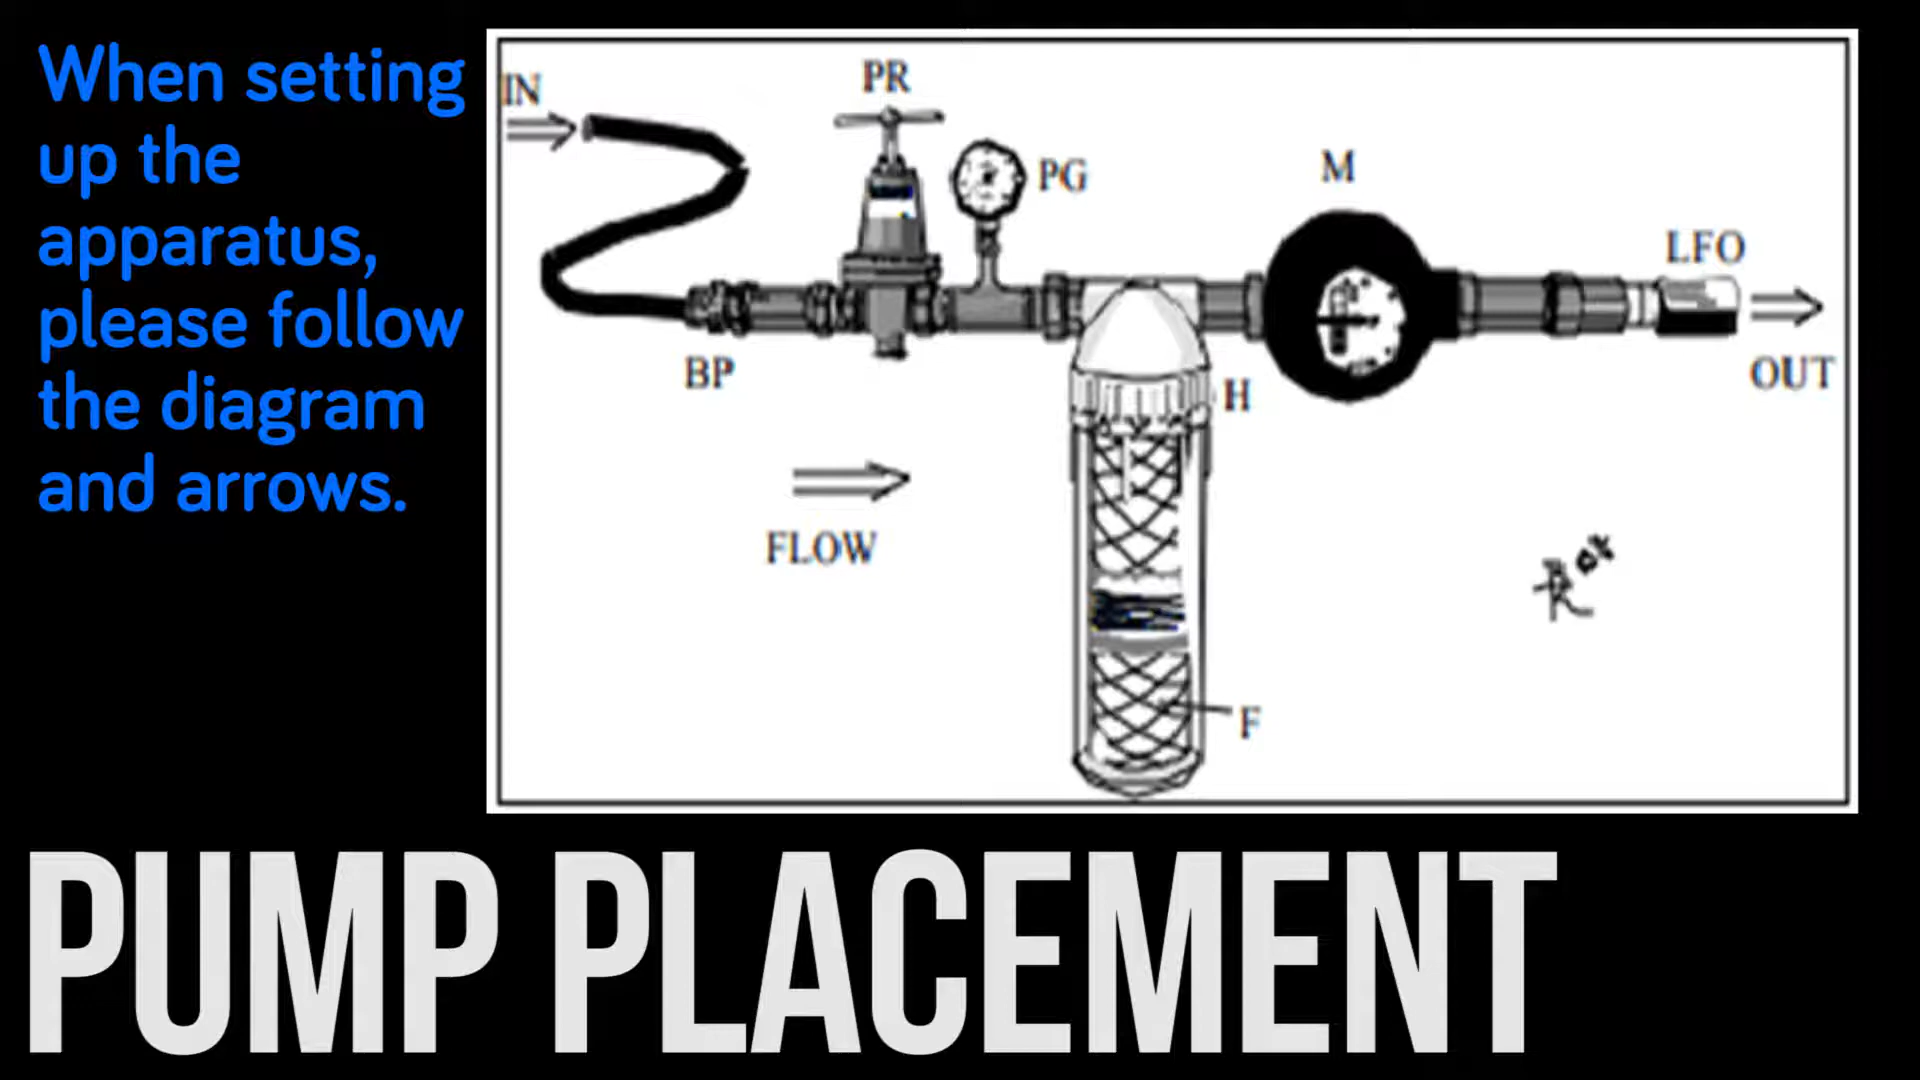 When setting
up the
apparatus,
please follow
the diagram
and arrows.
IN
PR
PG
M
LFO
BP
OUT
H
FLOW
F
PUMP PLACEMENT